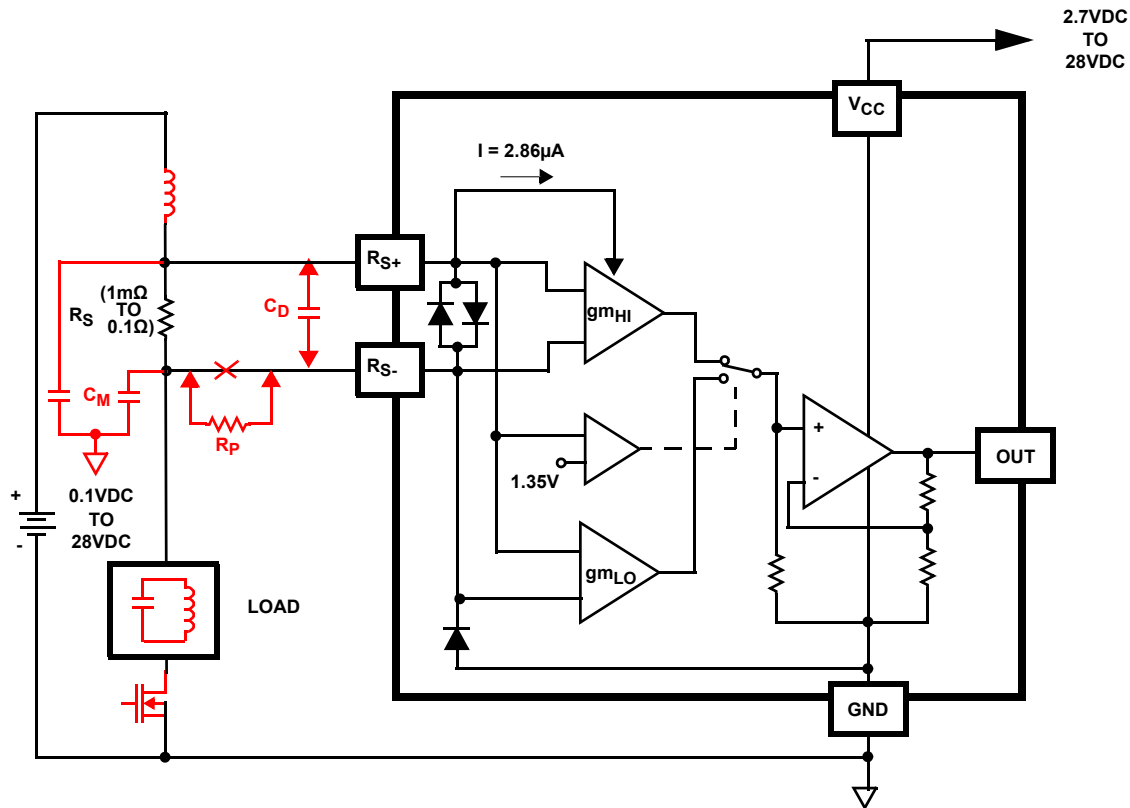 2.7VDC
TO
28VDC
VCC
I = 2.86µA
RS+
gmHI
RS
(1mΩ
TO
0.1Ω)
CD
RS-
CM
RP
1.35V
+
-
OUT
0.1VDC
TO
28VDC
+
-
gmLO
LOAD
GND